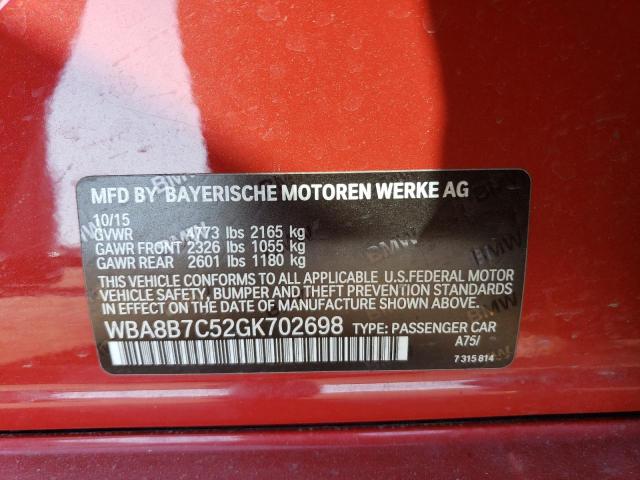 MFD BY BAYERISCHE MOTOREN WERKE AG
10/15
GVWR 4773 lbs 2165 kg
GAWR FRONT 2326 lbs 1055 kg
GAWR REAR 2601 lbs 1180 kg
THIS VEHICLE CONFORMS TO ALL APPLICABLE U.S.FEDERAL MOTOR
VEHICLE SAFETY, BUMPER AND THEFT PREVENTION STANDARDS
IN EFFECT ON THE DATE OF MANUFACTURE SHOWN ABOVE.
WBA8B7C52GK702698 TYPE: PASSENGER CAR
A75/
7 315 814